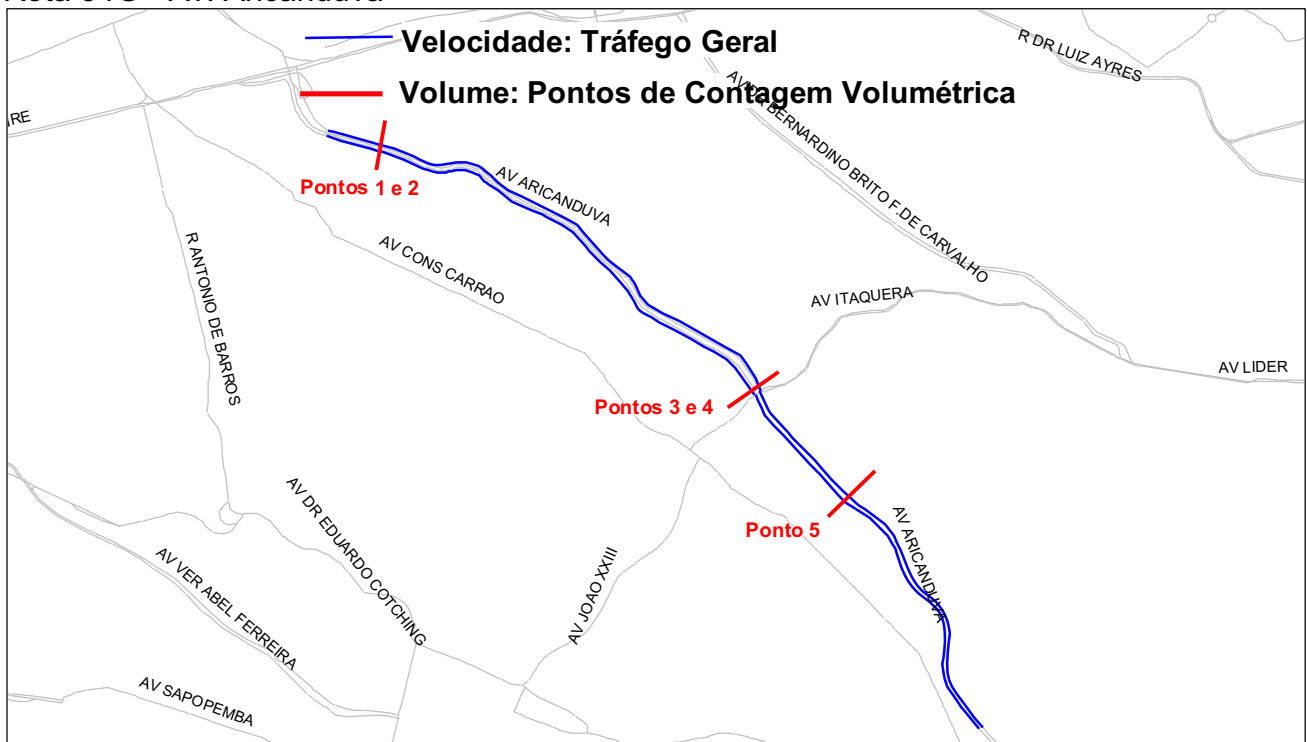 Velocidade: Tráfego Geral
Volume: Pontos de Contagem Volumétrica
R DR LUIZ AYRES
BERNARDINO BRITO F.DE CARVALHO
IRE
Pontos 1 e 2
AV ARICANDUVA
AV CONS CARRAO
R ANTONIO DE BARROS
AV ITAQUERA
AV LIDER
Pontos 3 e 4
Ponto 5
AV ARICANDUVA
AV DR EDUARDO COTCHING
AV JOAO XXIII
AV VER ABEL FERREIRA
AV SAPOPEMBA